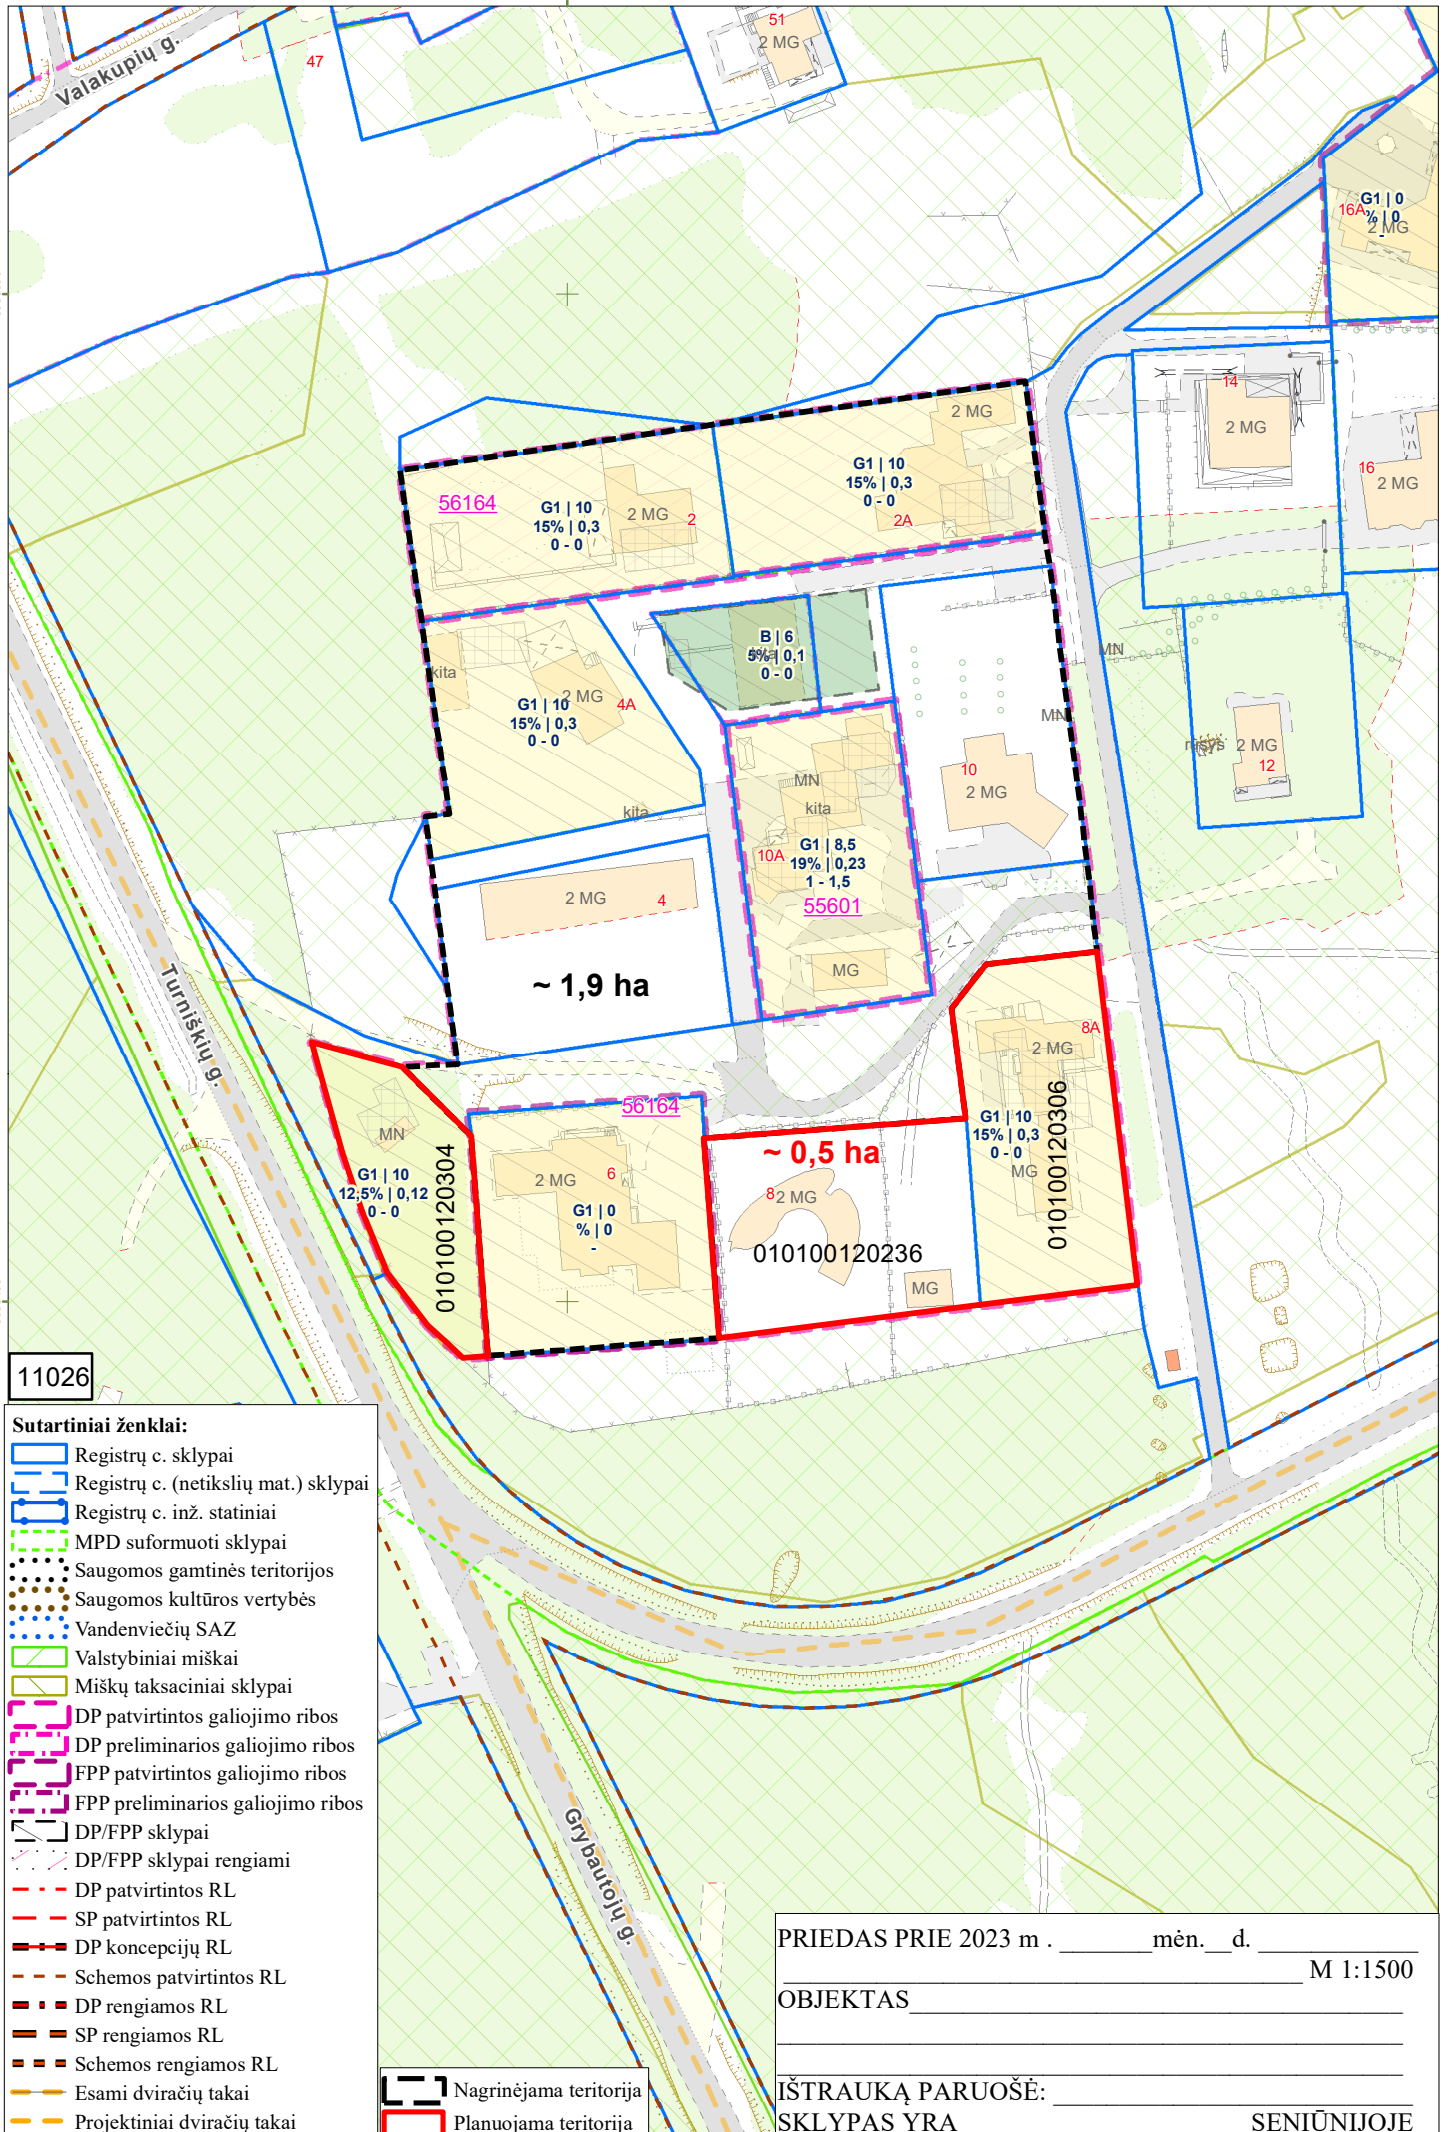 51
2 MG
47
Valakupių g.
G1 | 0
16A
% | 0
2 MG
-
14
2 MG
16
2 MG
2 MG
G1 | 10
15% | 0,3
0 - 0
2A
56164
G1 | 10
15% | 0,3
0 - 0
2 MG
2
B | 6
5% | 0,1
0 - 0
kita
MN
kita
2 MG
4A
G1 | 10
15% | 0,3
0 - 0
MN
rūsys
2 MG
12
10
2 MG
MN
kita
kita
10A
G1 | 8,5
19% | 0,23
1 - 1,5
55601
MG
2 MG
4
~ 1,9 ha
Turniškių g.
8A
2 MG
G1 | 10
15% | 0,3
0 - 0
MG
010100120306
56164
MN
G1 | 10
12,5% | 0,12
0 - 0
010100120304
2 MG
6
G1 | 0
% | 0
-
~ 0,5 ha
8
2 MG
010100120236
MG
11026
Sutartiniai ženklai:
Registrų c. sklypai
Registrų c. (netikslių mat.) sklypai
Registrų c. inž. statiniai
MPD suformuoti sklypai
Saugomos gamtinės teritorijos
Saugomos kultūros vertybės
Vandenviečių SAZ
Valstybiniai miškai
Miškų taksaciniai sklypai
DP patvirtintos galiojimo ribos
DP preliminarios galiojimo ribos
FPP patvirtintos galiojimo ribos
FPP preliminarios galiojimo ribos
DP/FPP sklypai
DP/FPP sklypai rengiami
DP patvirtintos RL
SP patvirtintos RL
DP koncepcijų RL
Schemos patvirtintos RL
DP rengiamos RL
SP rengiamos RL
Schemos rengiamos RL
Esami dviračių takai
Projektiniai dviračių takai
Grybautojų g.
Nagrinėjama teritorija
Planuojama teritorija
PRIEDAS PRIE 2023 m . _______mėn.__d. ____________
_______________________________________ M 1:1500
OBJEKTAS_____________________________________
IŠTRAUKĄ PARUOŠĖ: ___________________________
SKLYPAS YRA SENIŪNIJOJE